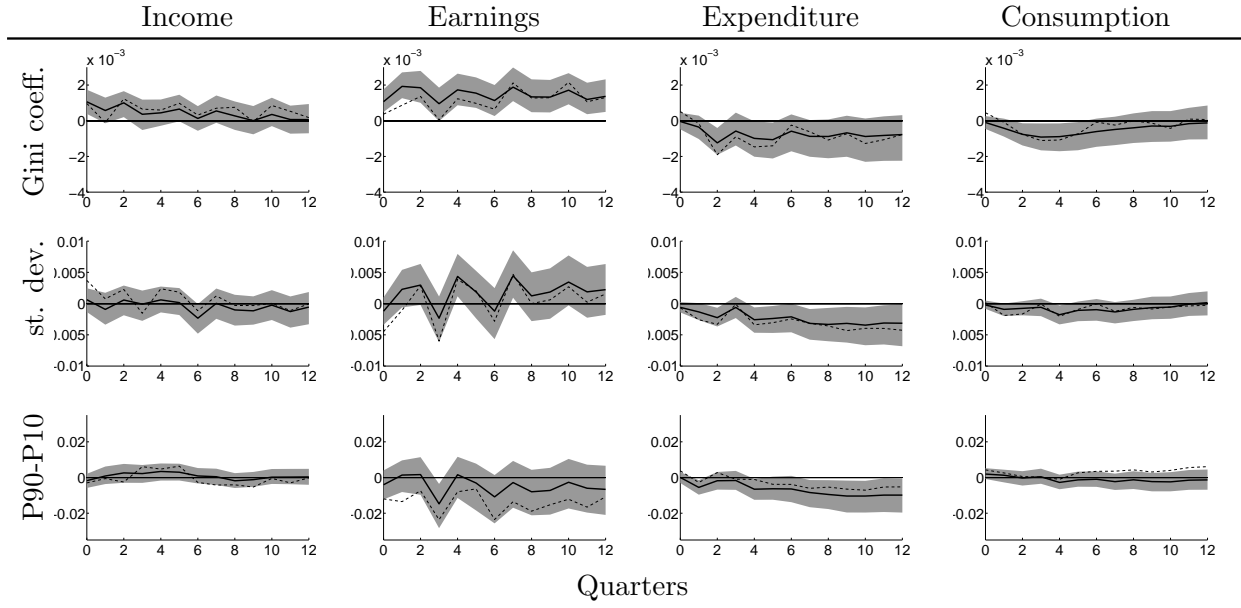 Income Earnings Expenditure Consumption
Gini coeff.
x 10⁻³ x 10⁻³ x 10⁻³ x 10⁻³
2 2 2 2
0 0 0 0
−2 −2 −2 −2
−4 −4 −4 −4
0 2 4 6 8 10 12 0 2 4 6 8 10 12 0 2 4 6 8 10 12 0 2 4 6 8 10 12
st. dev.
0.01 0.01 0.01 0.01
0.005 0.005 0.005 0.005
0 0 0 0
0.005 0.005 0.005 0.005
-0.01 -0.01 -0.01 -0.01
0 2 4 6 8 10 12 0 2 4 6 8 10 12 0 2 4 6 8 10 12 0 2 4 6 8 10 12
P90-P10
0.02 0.02 0.02 0.02
0 0 0 0
−0.02 −0.02 −0.02 −0.02
0 2 4 6 8 10 12 0 2 4 6 8 10 12 0 2 4 6 8 10 12 0 2 4 6 8 10 12
Quarters